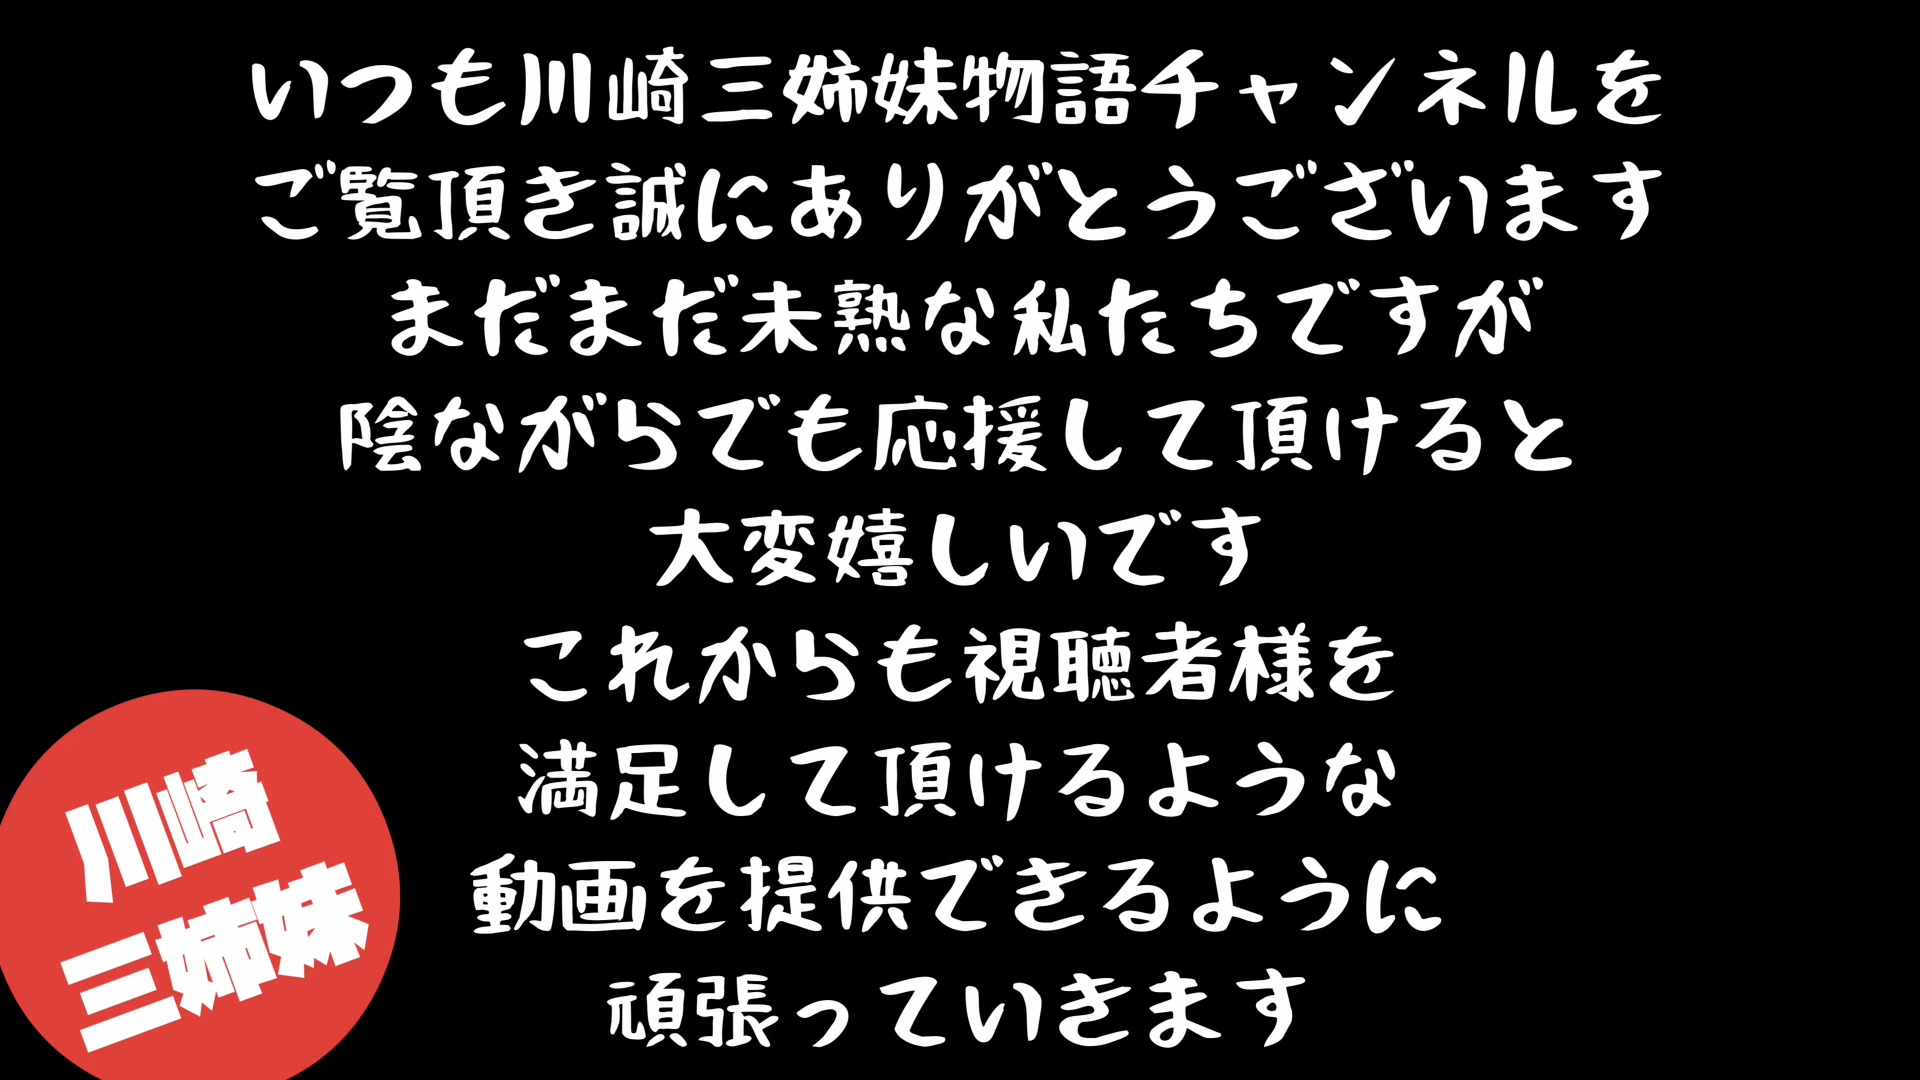 いつも川崎三姉妹物語チャンネルを
ご覧頂き誠にありがとうございます
まだまだ未熟な私たちですが
陰ながらでも応援して頂けると
大変嬉しいです
これからも視聴者様を
満足して頂けるような
動画を提供できるように
頑張っていきます
川崎
三姉妹